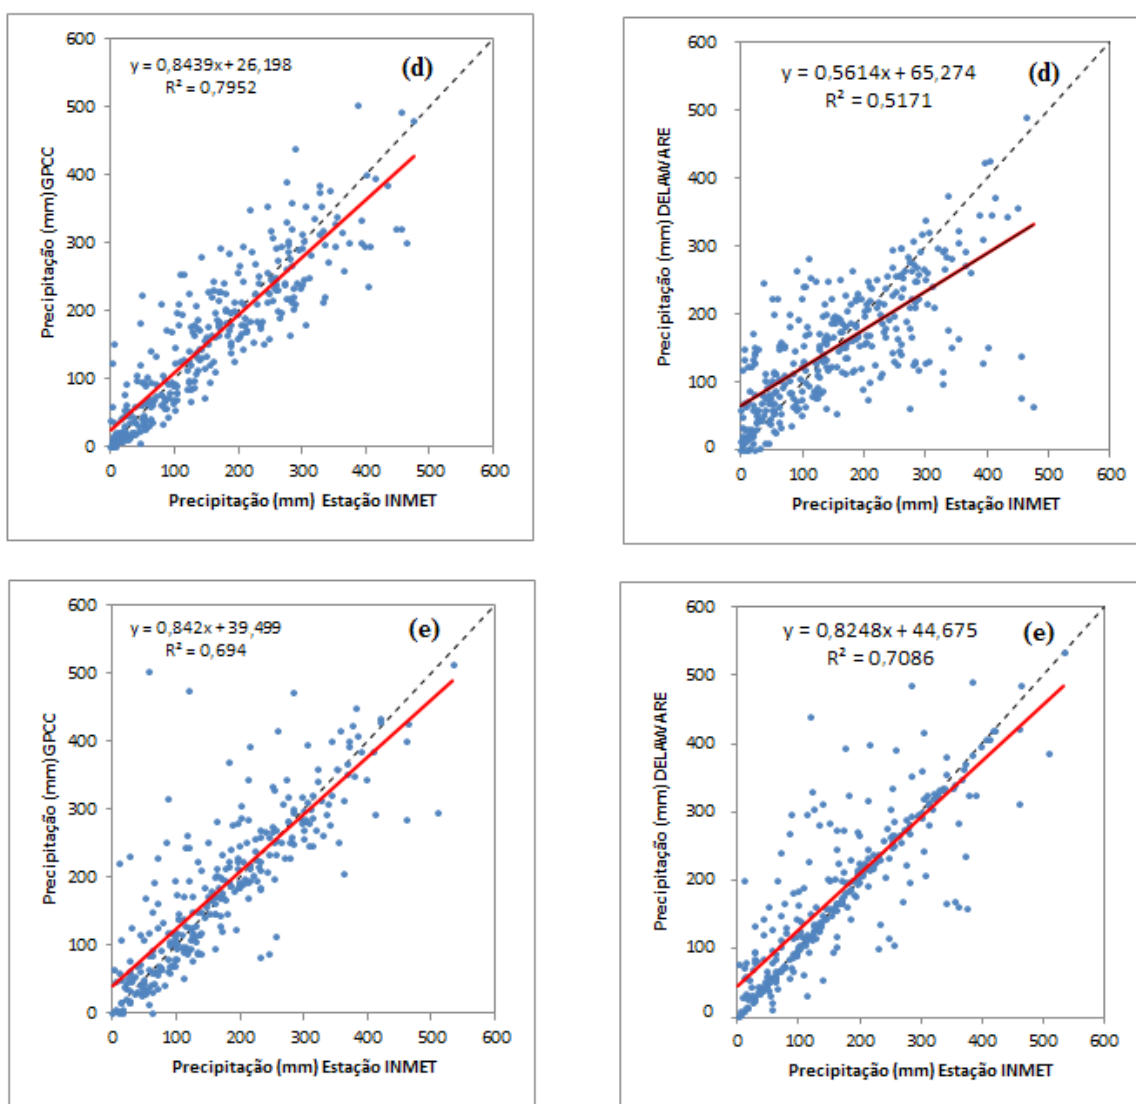 600
500
400
300
200
100
0
Precipitação (mm) GPCC
y = 0,8439x + 26,198
R² = 0,7952
(d)
0 100 200 300 400 500 600
Precipitação (mm) Estação INMET
600
500
400
300
200
100
0
Precipitação (mm) DELAWARE
y = 0,5614x + 65,274
R² = 0,5171
(d)
0 100 200 300 400 500 600
Precipitação (mm) Estação INMET
600
500
400
300
200
100
0
Precipitação (mm) GPCC
y = 0,842x + 39,499
R² = 0,694
(e)
0 100 200 300 400 500 600
Precipitação (mm) Estação INMET
600
500
400
300
200
100
0
Precipitação (mm) DELAWARE
y = 0,8248x + 44,675
R² = 0,7086
(e)
0 100 200 300 400 500 600
Precipitação (mm) Estação INMET